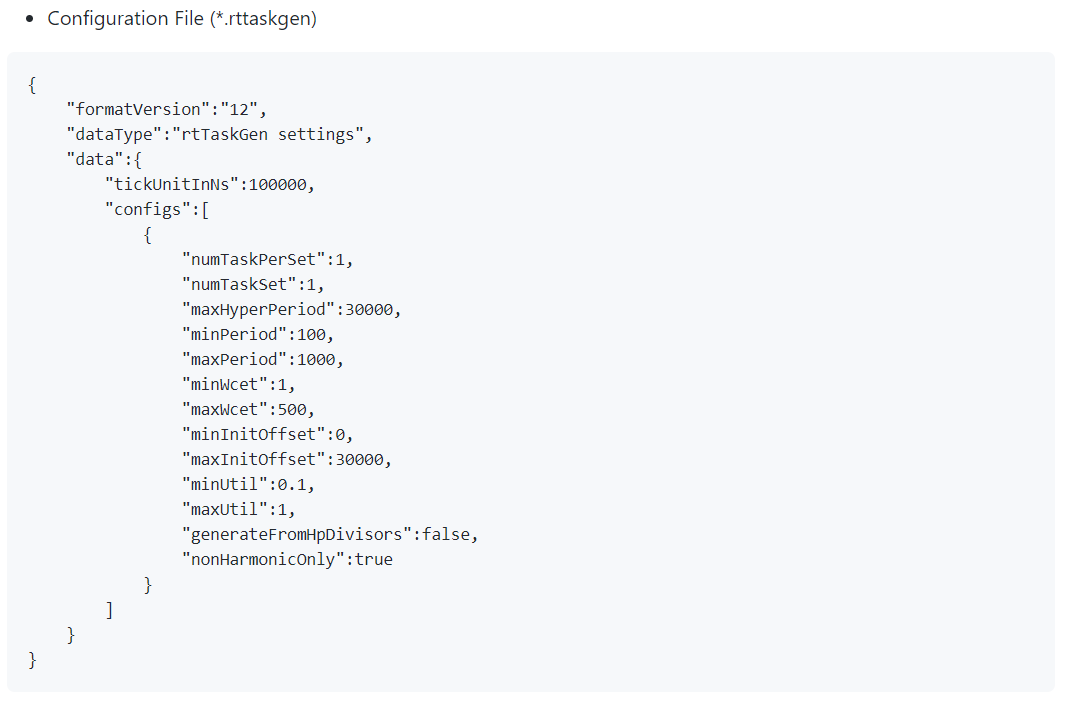 • Configuration File (*.rttaskgen)
{
    "formatVersion":"12",
    "dataType":"rtTaskGen settings",
    "data":{
        "tickUnitInNs":100000,
        "configs":[
            {
                "numTaskPerSet":1,
                "numTaskSet":1,
                "maxHyperPeriod":30000,
                "minPeriod":100,
                "maxPeriod":1000,
                "minWcet":1,
                "maxWcet":500,
                "minInitOffset":0,
                "maxInitOffset":30000,
                "minUtil":0.1,
                "maxUtil":1,
                "generateFromHpDivisors":false,
                "nonHarmonicOnly":true
            }
        ]
    }
}